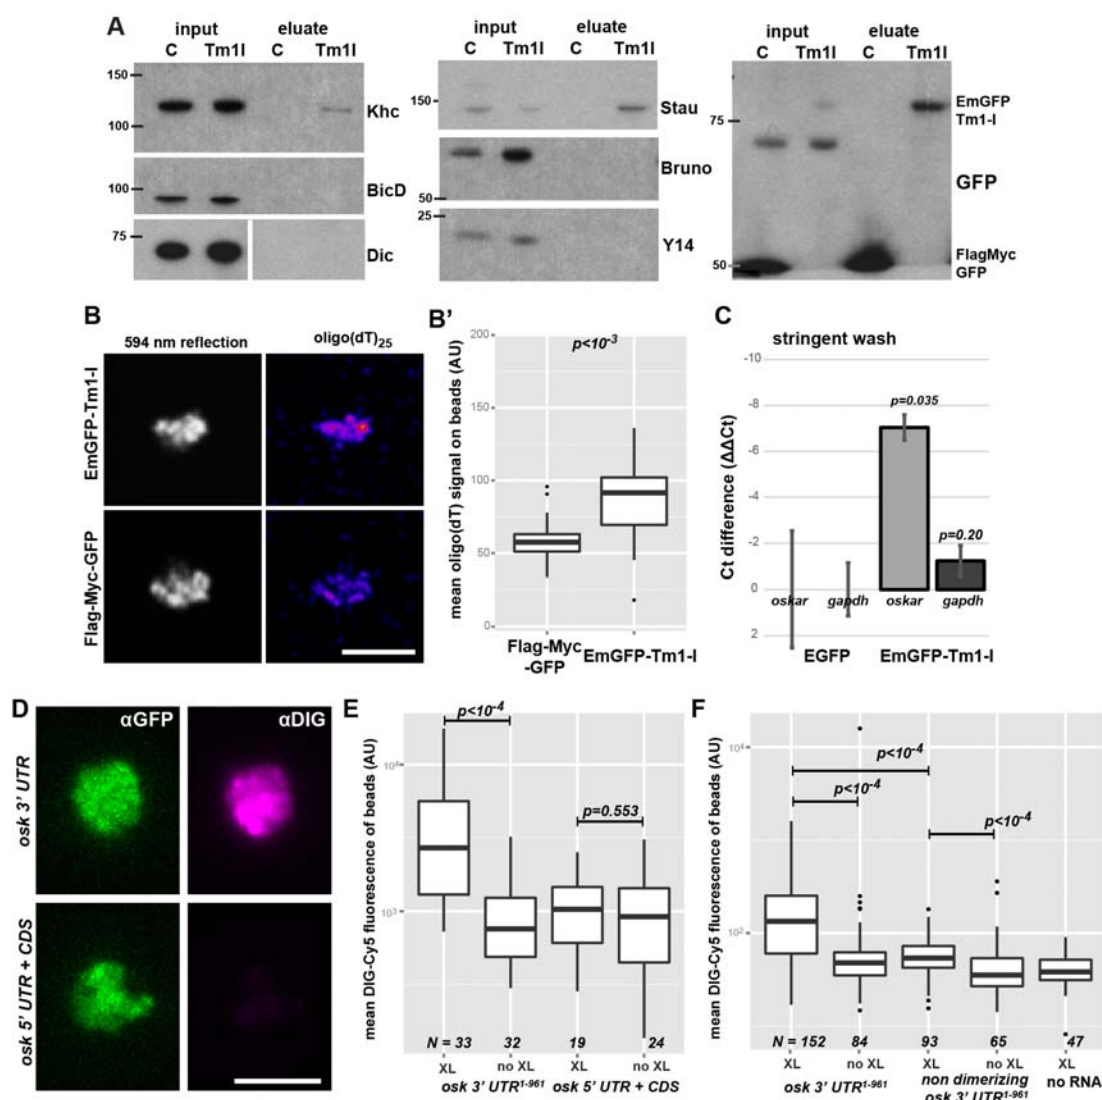 A
input eluate
C Tm1I C Tm1I
150
100
Khc
100
BicD
75
Dic
input eluate
C Tm1I C Tm1I
150
Stau
Bruno
50
25
Y14
input eluate
C Tm1I C Tm1I
EmGFP
Tm1-I
75
GFP
FlagMyc
GFP
50
B
594 nm reflection oligo(dT)25
EmGFP-Tm1-I
Flag-Myc-GFP
B'
mean oligo(dT) signal on beads (AU)
200
150
100
50
0
p<10-3
Flag-Myc
-GFP
EmGFP-Tm1-I
C
stringent wash
Ct difference (ΔΔCt)
-10
-8
-6
-4
-2
0
2
p=0.035
p=0.20
oskar gapdh oskar gapdh
EGFP EmGFP-Tm1-I
D
αGFP αDIG
osk 3' UTR
osk 5' UTR + CDS
E
mean DIG-Cy5 fluorescence of beads (AU)
10⁴
10³
p<10-4
p=0.553
N = 33 32 19 24
XL no XL XL no XL
osk 3' UTR1-961 osk 5' UTR + CDS
F
mean DIG-Cy5 fluorescence of beads (AU)
10⁴
10²
p<10-4
p<10-4
p<10-4
N = 152 84 93 65 47
XL no XL XL no XL XL
osk 3' UTR1-961 non dimerizing no RNA
osk 3' UTR1-961